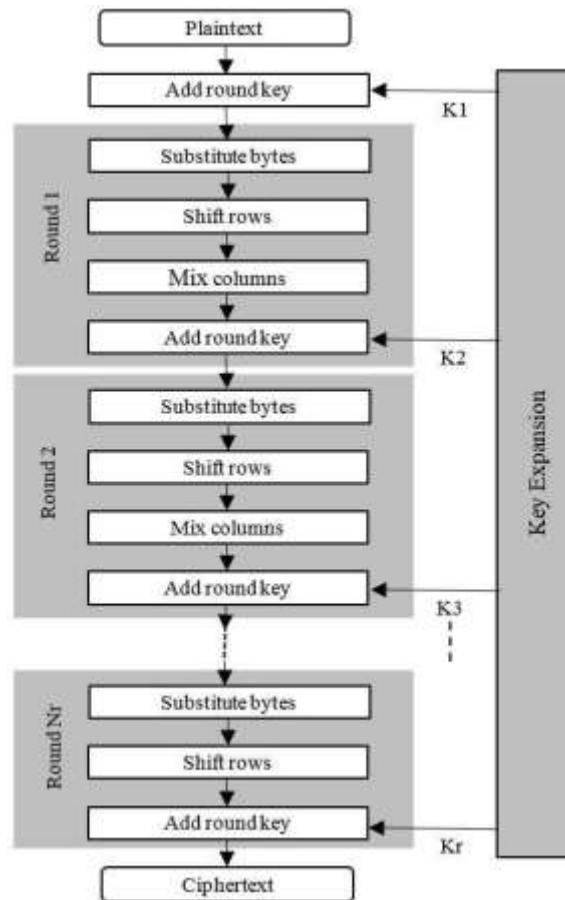 Plaintext
Add round key
K1
Round 1
Substitute bytes
Shift rows
Mix columns
Add round key
K2
Round 2
Substitute bytes
Shift rows
Mix columns
Add round key
K3
Key Expansion
Round Nr
Substitute bytes
Shift rows
Add round key
Kr
Ciphertext